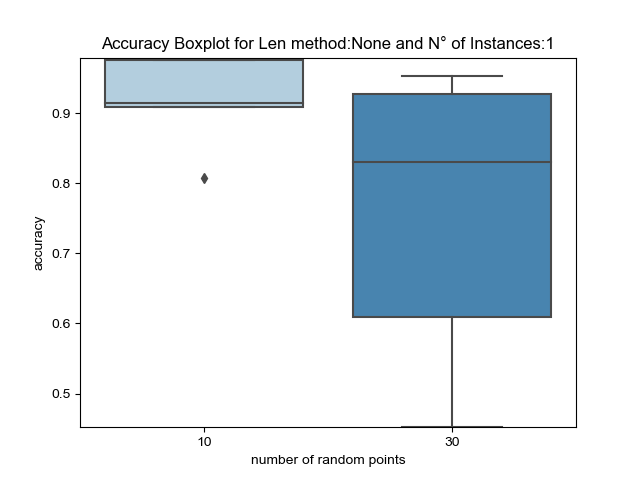 Accuracy Boxplot for Len method:None and N° of Instances:1
accuracy
0.9
0.8
0.7
0.6
0.5
10
30
number of random points